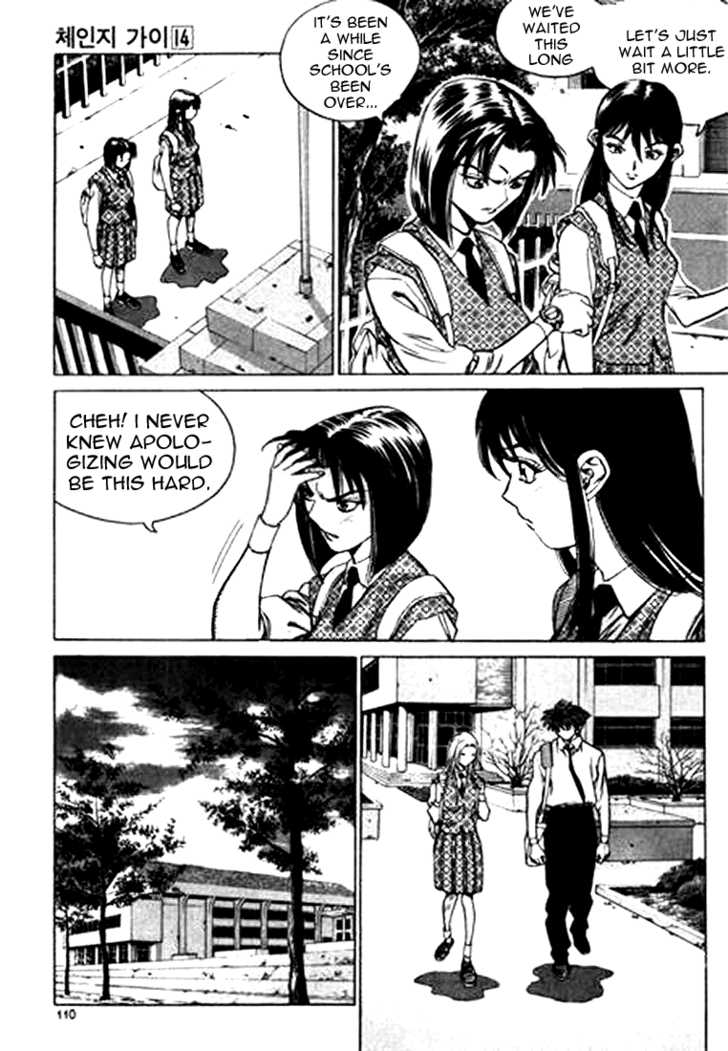 체인지 가이 14
IT'S BEEN
A WHILE
SINCE
SCHOOL'S
BEEN
OVER...
WE'VE
WAITED
THIS
LONG
LET'S JUST
WAIT A LITTLE
BIT MORE.
CHEH! I NEVER
KNEW APOLO-
GIZING WOULD
BE THIS HARD.
110